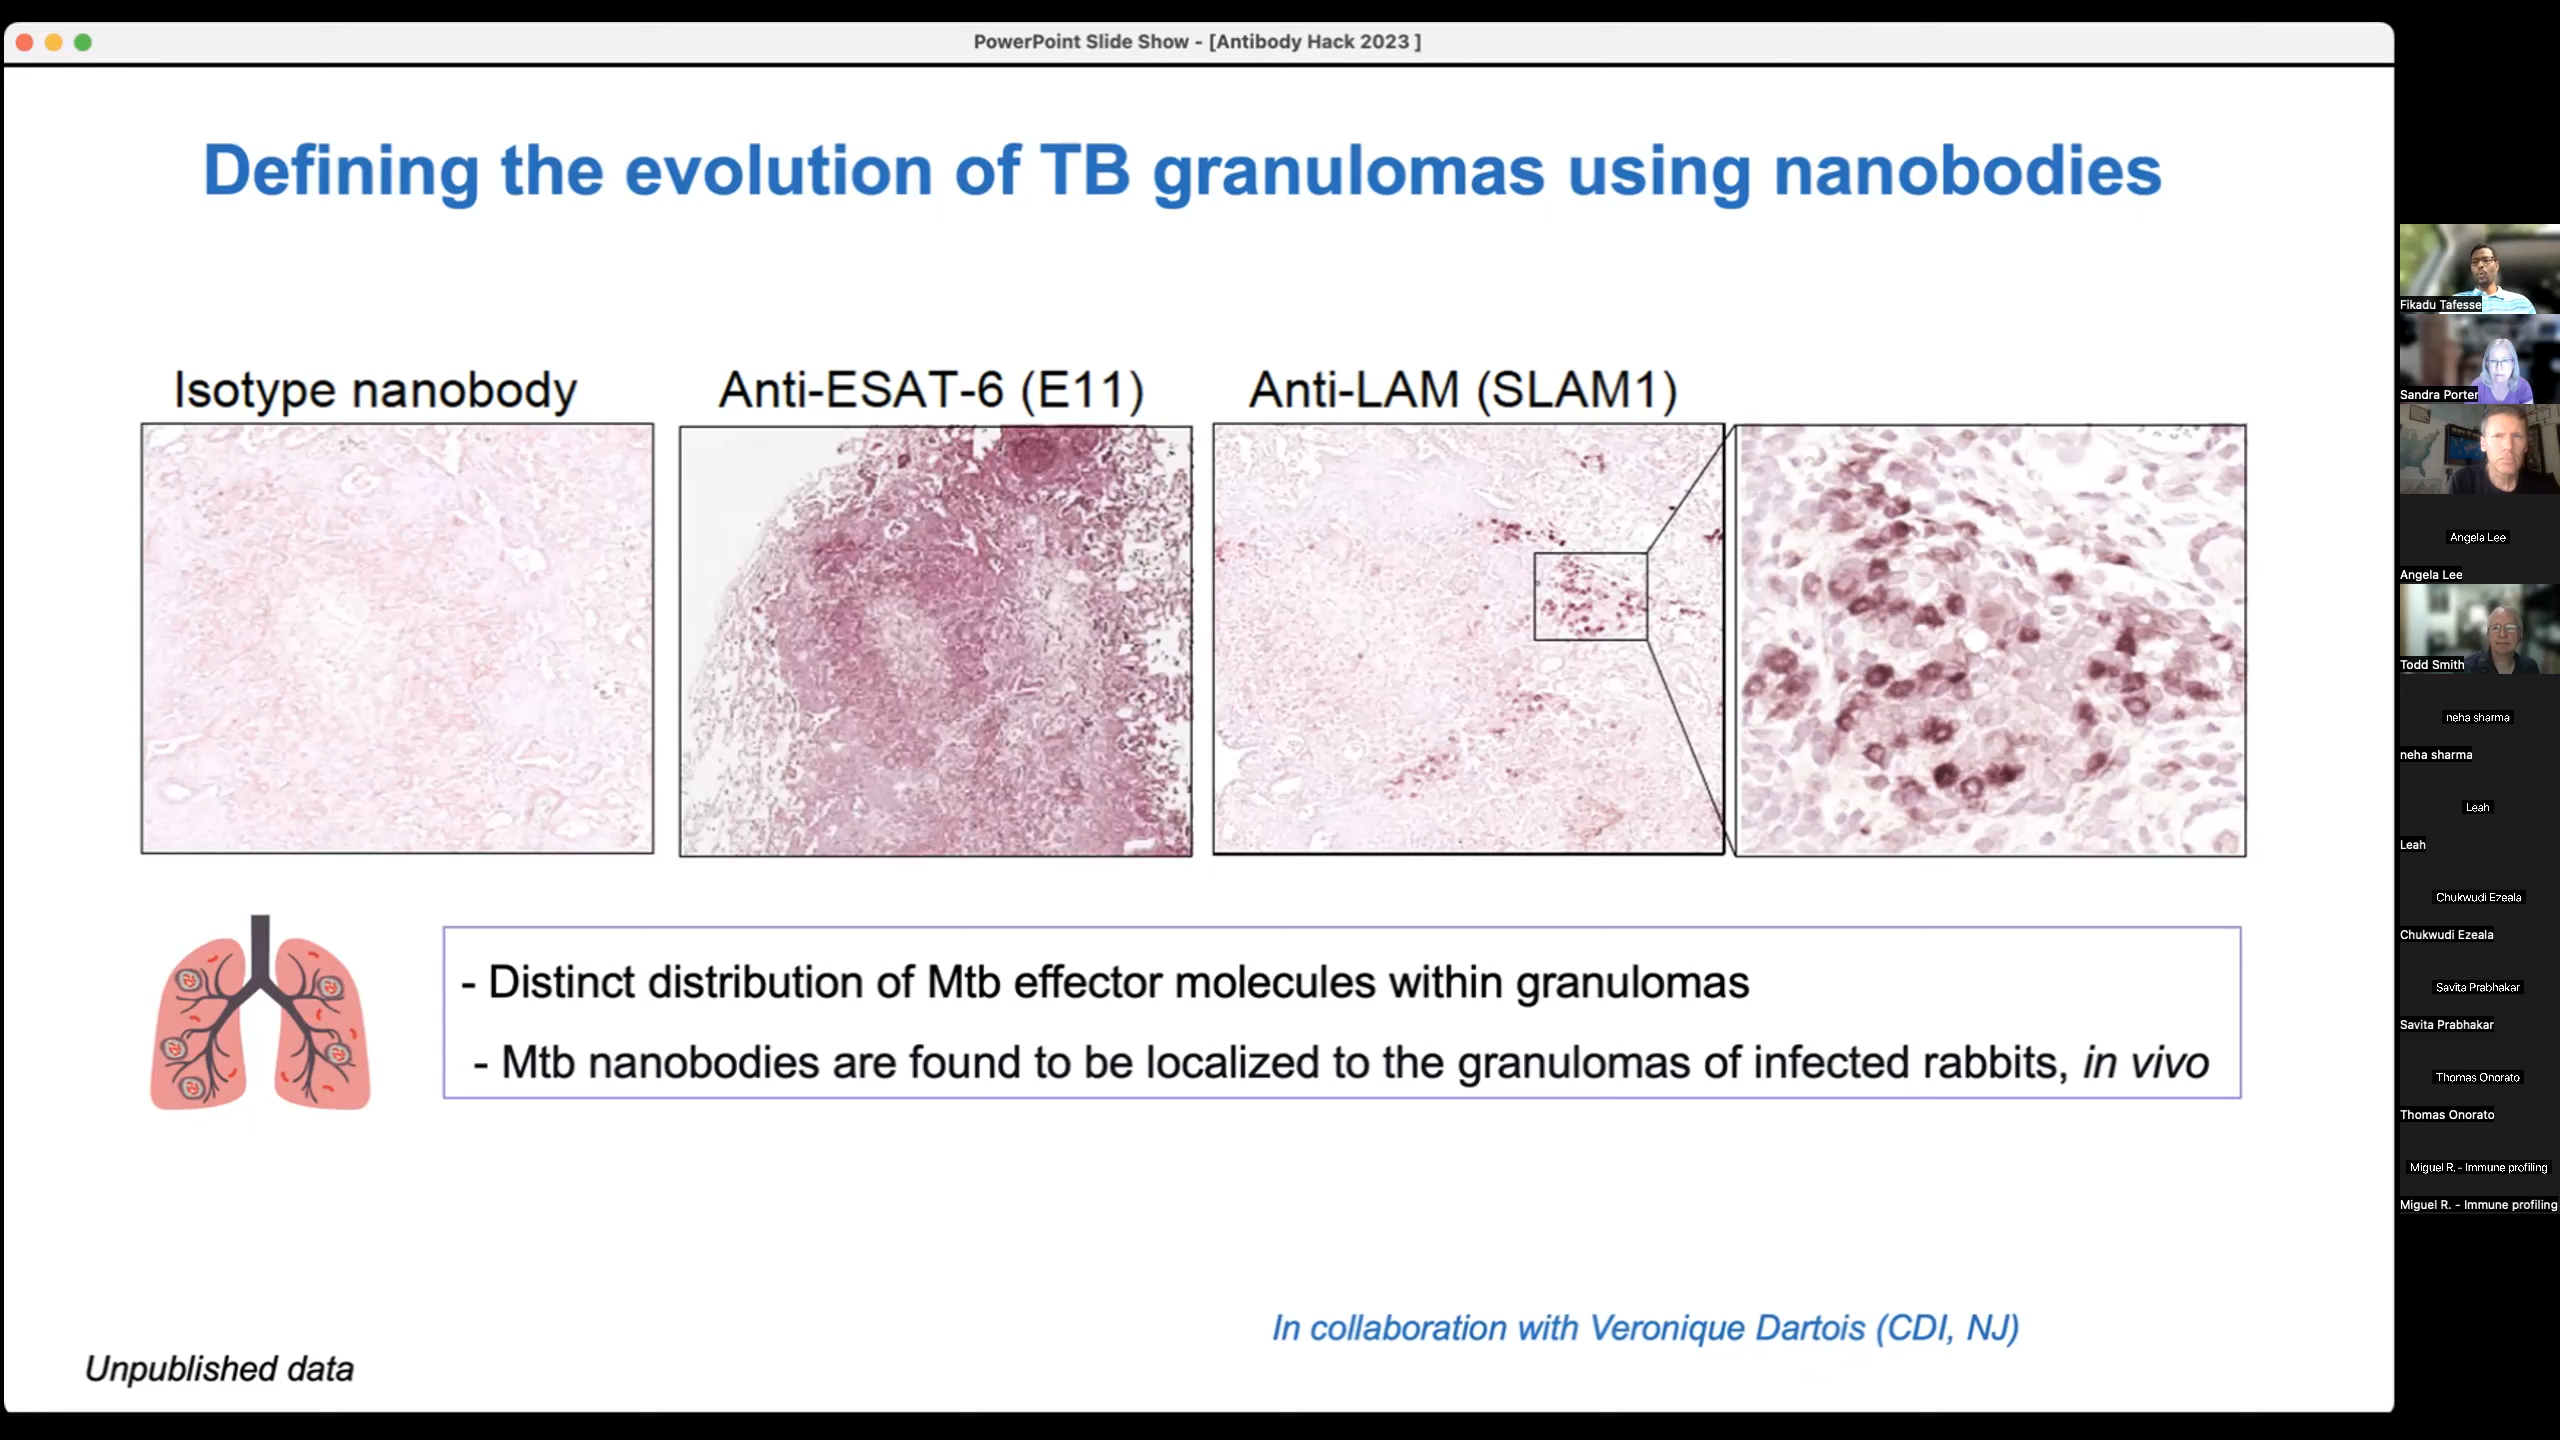 PowerPoint Slide Show - [Antibody Hack 2023 ]
Defining the evolution of TB granulomas using nanobodies
Isotype nanobody
Anti-ESAT-6 (E11)
Anti-LAM (SLAM1)
- Distinct distribution of Mtb effector molecules within granulomas
- Mtb nanobodies are found to be localized to the granulomas of infected rabbits, in vivo
In collaboration with Veronique Dartois (CDI, NJ)
Unpublished data
Fikadu Tafesse
Sandra Porter
Angela Lee
Angela Lee
Todd Smith
neha sharma
neha sharma
Leah
Leah
Chukwudi Ezeala
Chukwudi Ezeala
Savita Prabhakar
Savita Prabhakar
Thomas Onorato
Thomas Onorato
Miguel R. - Immune profiling
Miguel R. - Immune profiling